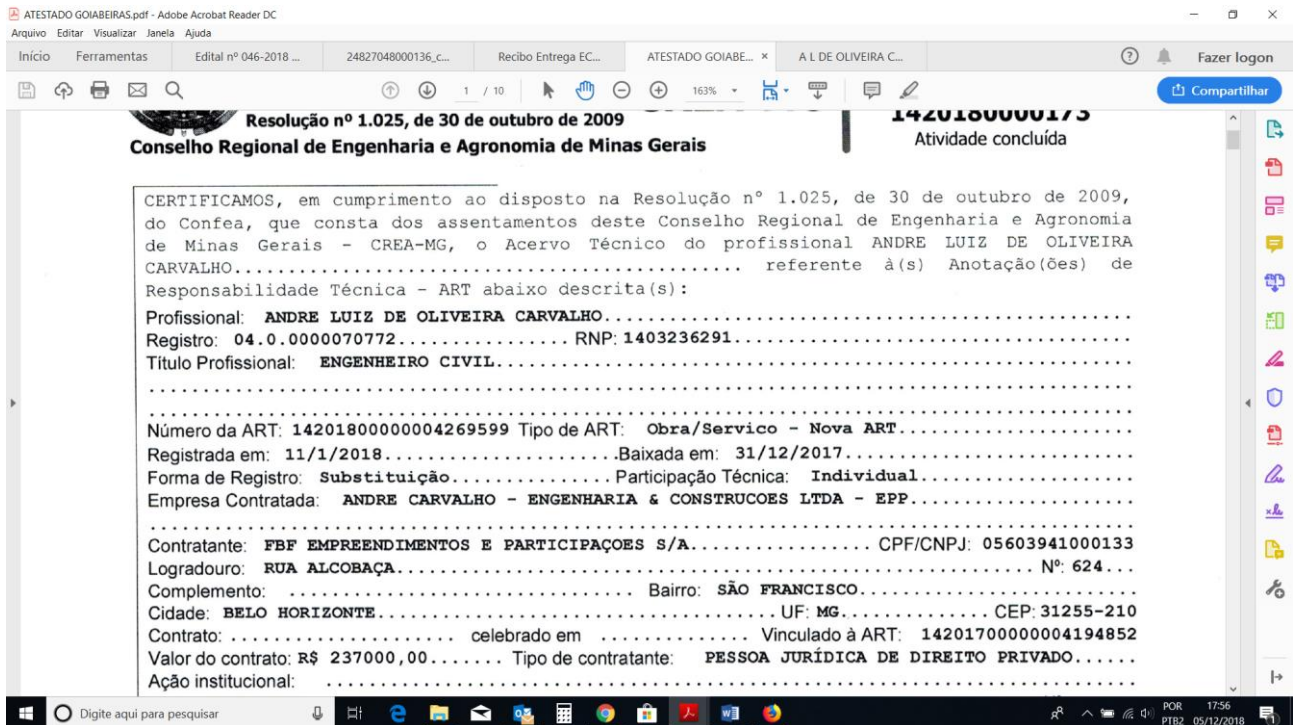 ATESTADO GOIABEIRAS.pdf - Adobe Acrobat Reader DC
Arquivo Editar Visualizar Janela Ajuda
Início Ferramentas Edital nº 046-2018 ... 24827048000136_c... Recibo Entrega EC... ATESTADO GOIABE... × A L DE OLIVEIRA C... Fazer logon
1 / 10 163% Compartilhar
Resolução nº 1.025, de 30 de outubro de 2009
Conselho Regional de Engenharia e Agronomia de Minas Gerais
1420180000173
Atividade concluída
CERTIFICAMOS, em cumprimento ao disposto na Resolução nº 1.025, de 30 de outubro de 2009,
do Confea, que consta dos assentamentos deste Conselho Regional de Engenharia e Agronomia
de Minas Gerais - CREA-MG, o Acervo Técnico do profissional ANDRE LUIZ DE OLIVEIRA
CARVALHO.................................................. referente à(s) Anotação(ões) de
Responsabilidade Técnica - ART abaixo descrita(s):
Profissional: ANDRE LUIZ DE OLIVEIRA CARVALHO......................................................
Registro: 04.0.0000070772................. RNP: 1403236291........................................
Título Profissional: ENGENHEIRO CIVIL..................................................................
Número da ART: 14201800000004269599 Tipo de ART: Obra/Servico - Nova ART.........................
Registrada em: 11/1/2018........................Baixada em: 31/12/2017.............................
Forma de Registro: Substituição................Participação Técnica: Individual......................
Empresa Contratada: ANDRE CARVALHO - ENGENHARIA & CONSTRUCOES LTDA - EPP.......................
Contratante: FBF EMPREENDIMENTOS E PARTICIPAÇOES S/A................. CPF/CNPJ: 05603941000133
Logradouro: RUA ALCOBAÇA................................................................. Nº: 624...
Complemento: ................................... Bairro: SÃO FRANCISCO............................
Cidade: BELO HORIZONTE........................................UF: MG...............CEP: 31255-210
Contrato: ....................... celebrado em ............... Vinculado à ART: 14201700000004194852
Valor do contrato: R$ 237000,00....... Tipo de contratante: PESSOA JURÍDICA DE DIREITO PRIVADO......
Ação institucional: ................................................................................
Digite aqui para pesquisar POR 17:56
PTB2 05/12/2018